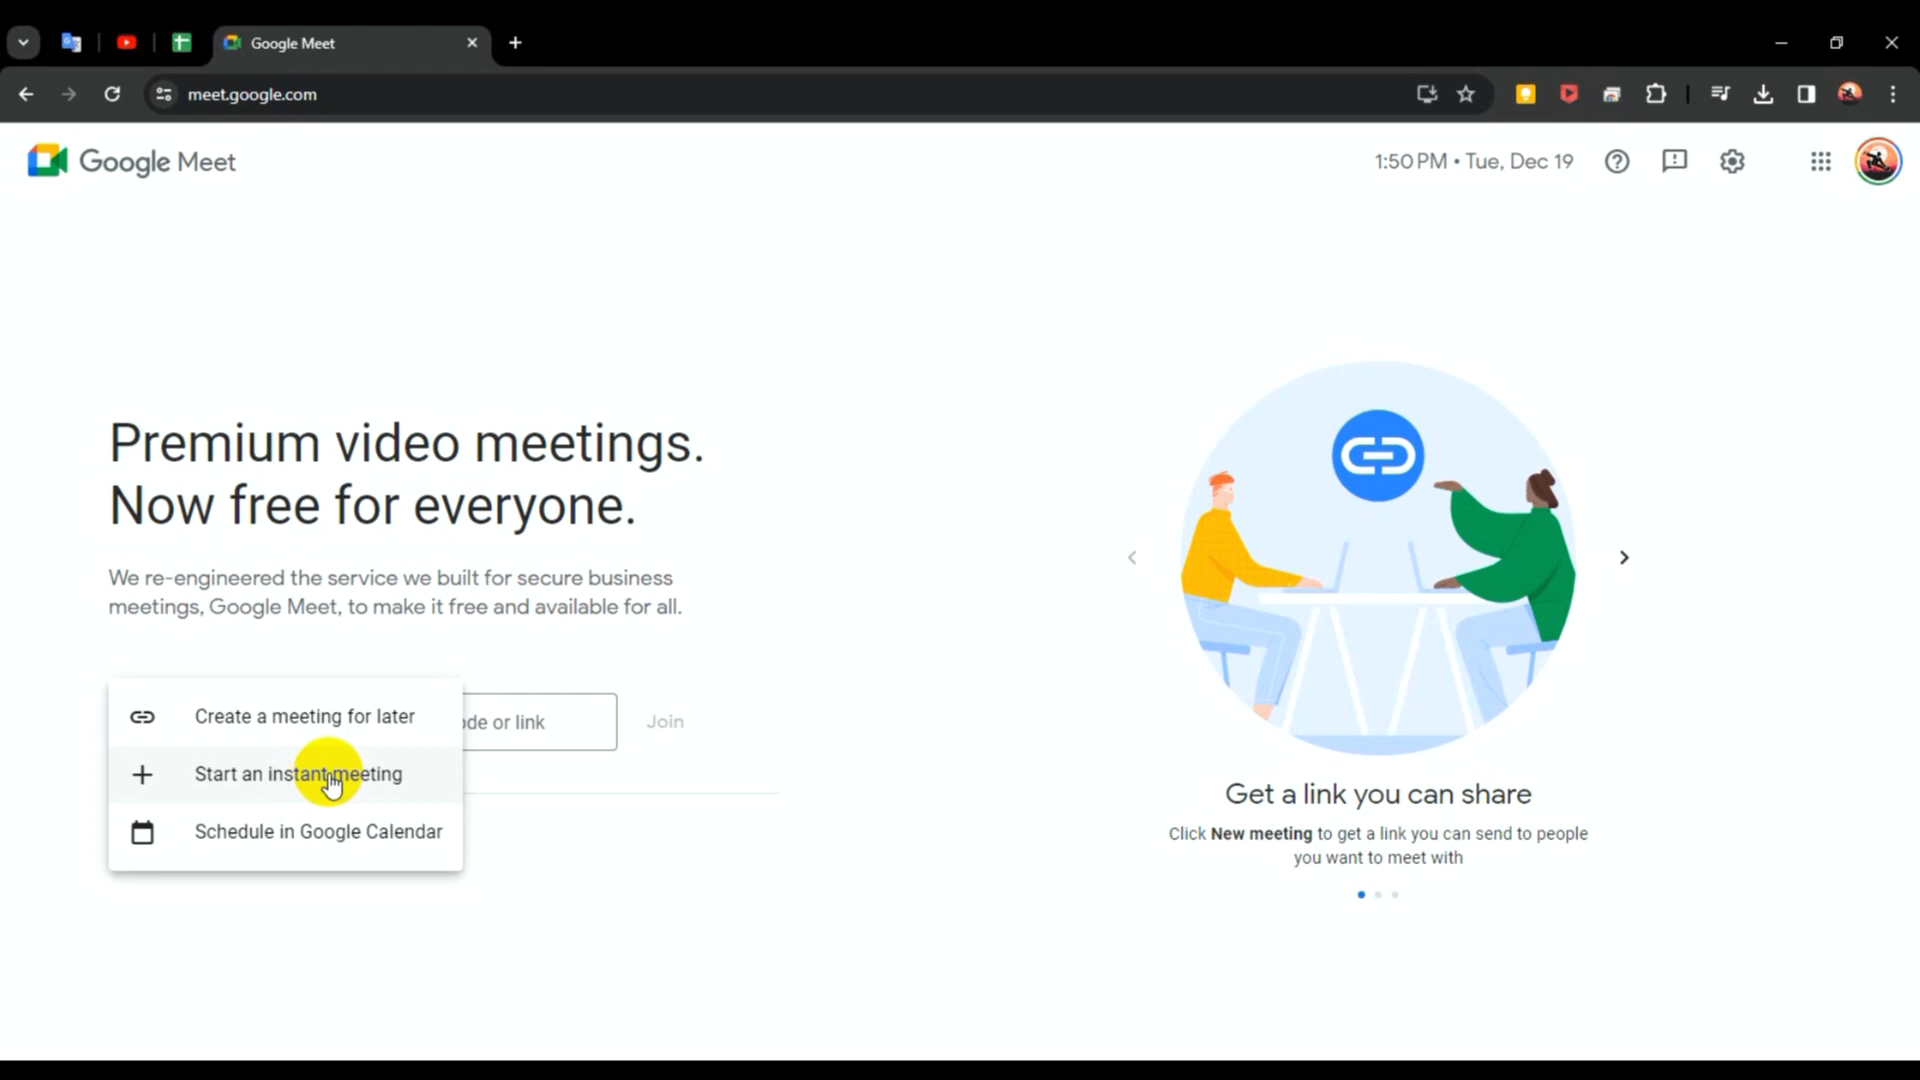 Google Meet
meet.google.com
Google Meet
1:50 PM • Tue, Dec 19
Premium video meetings.
Now free for everyone.
We re-engineered the service we built for secure business
meetings, Google Meet, to make it free and available for all.
Create a meeting for later
or link
Join
Start an instant meeting
Schedule in Google Calendar
Get a link you can share
Click New meeting to get a link you can send to people
you want to meet with